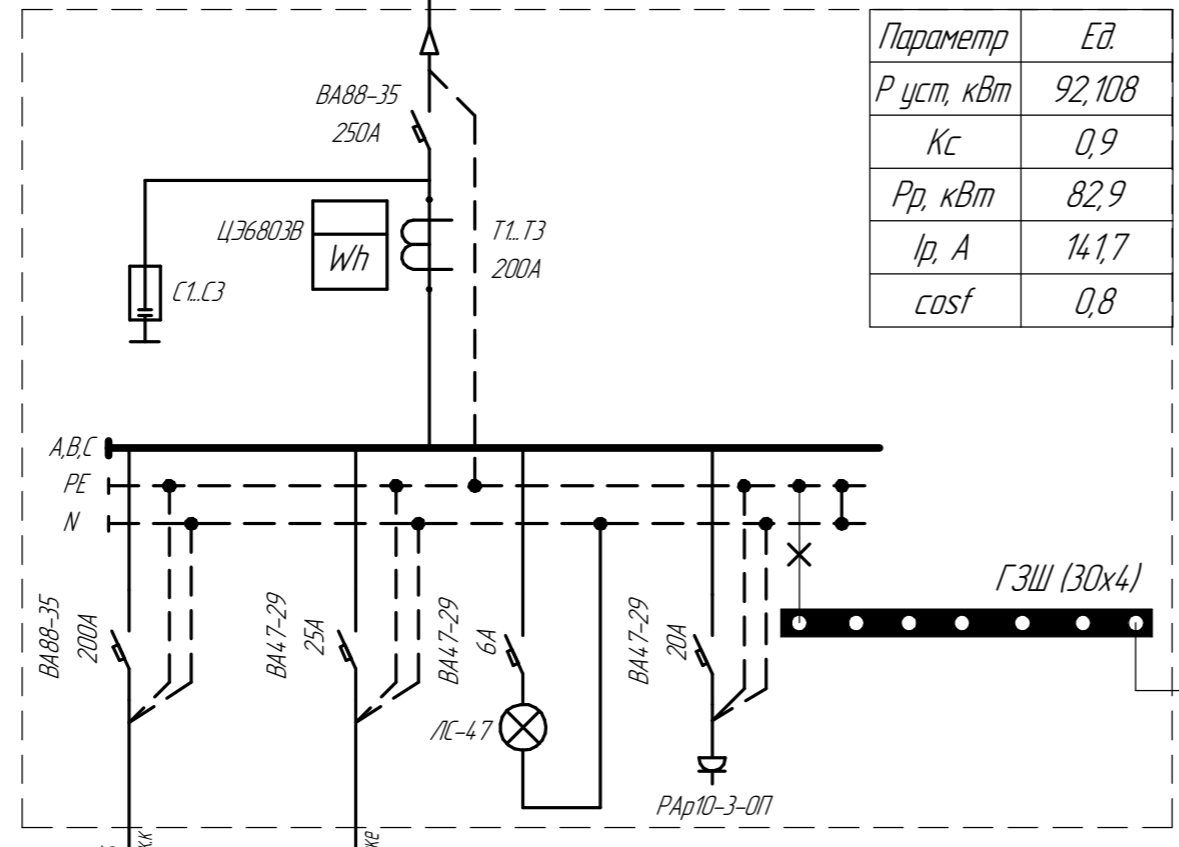 Параметр Ед.
Р уст, кВт 92,108
Кс 0,9
Рр, кВт 82,9
Iр, А 141,7
cosf 0,8
ВА88-35
250А
ЦЭ6803В
Wh
Т1...Т3
200А
С1...С3
А,В,С
РЕ
N
ГЗШ (30х4)
ВА88-35
200А
ВА47-29
25А
ВА47-29
6А
ВА47-29
20А
ЛС-47
РАр10-3-ОП